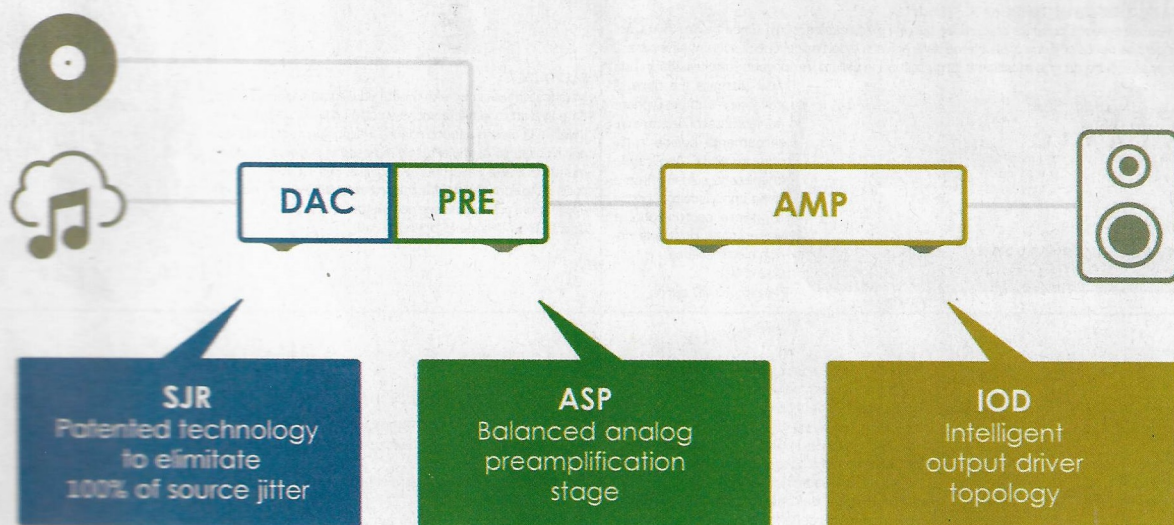 DAC PRE AMP
SJR
Patented technology
to elimitate
100% of source jitter
ASP
Balanced analog
preamplification
stage
IOD
Intelligent
output driver
topology